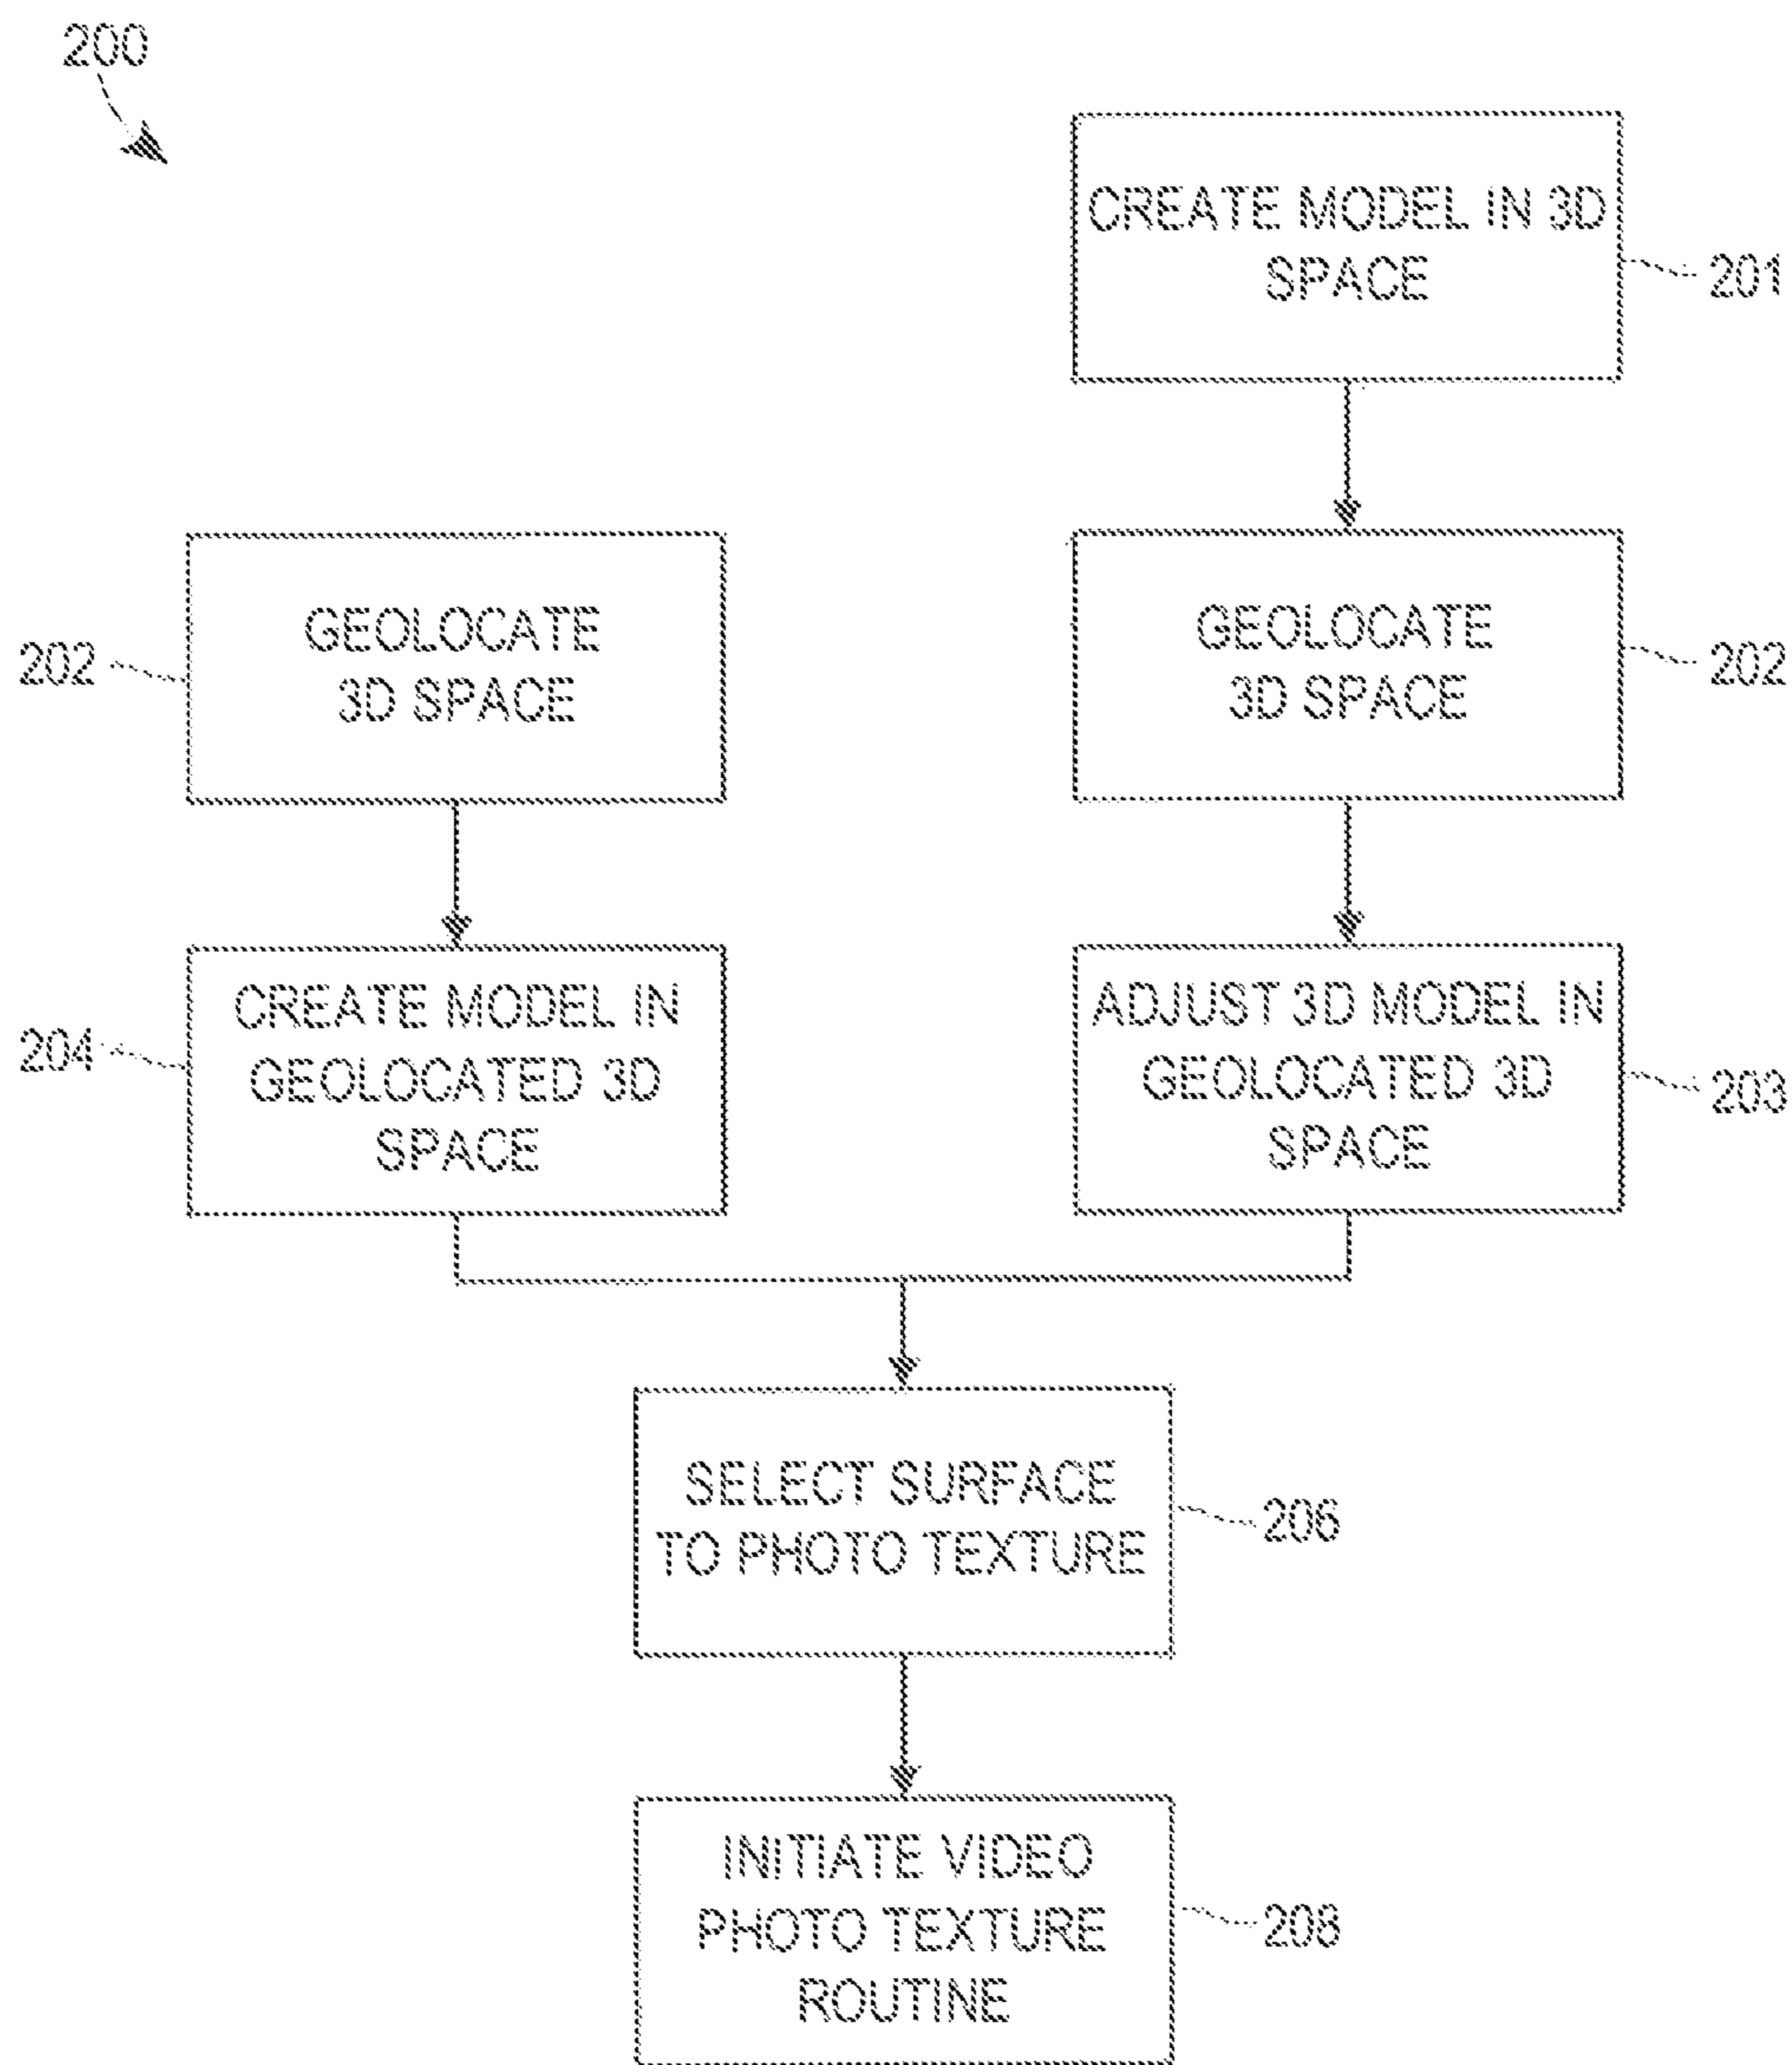 200
CREATE MODEL IN 3D
SPACE
201
GEOLOCATE
3D SPACE
202
GEOLOCATE
3D SPACE
202
CREATE MODEL IN
GEOLOCATED 3D
SPACE
204
ADJUST 3D MODEL IN
GEOLOCATED 3D
SPACE
203
SELECT SURFACE
TO PHOTO TEXTURE
206
INITIATE VIDEO
PHOTO TEXTURE
ROUTINE
208